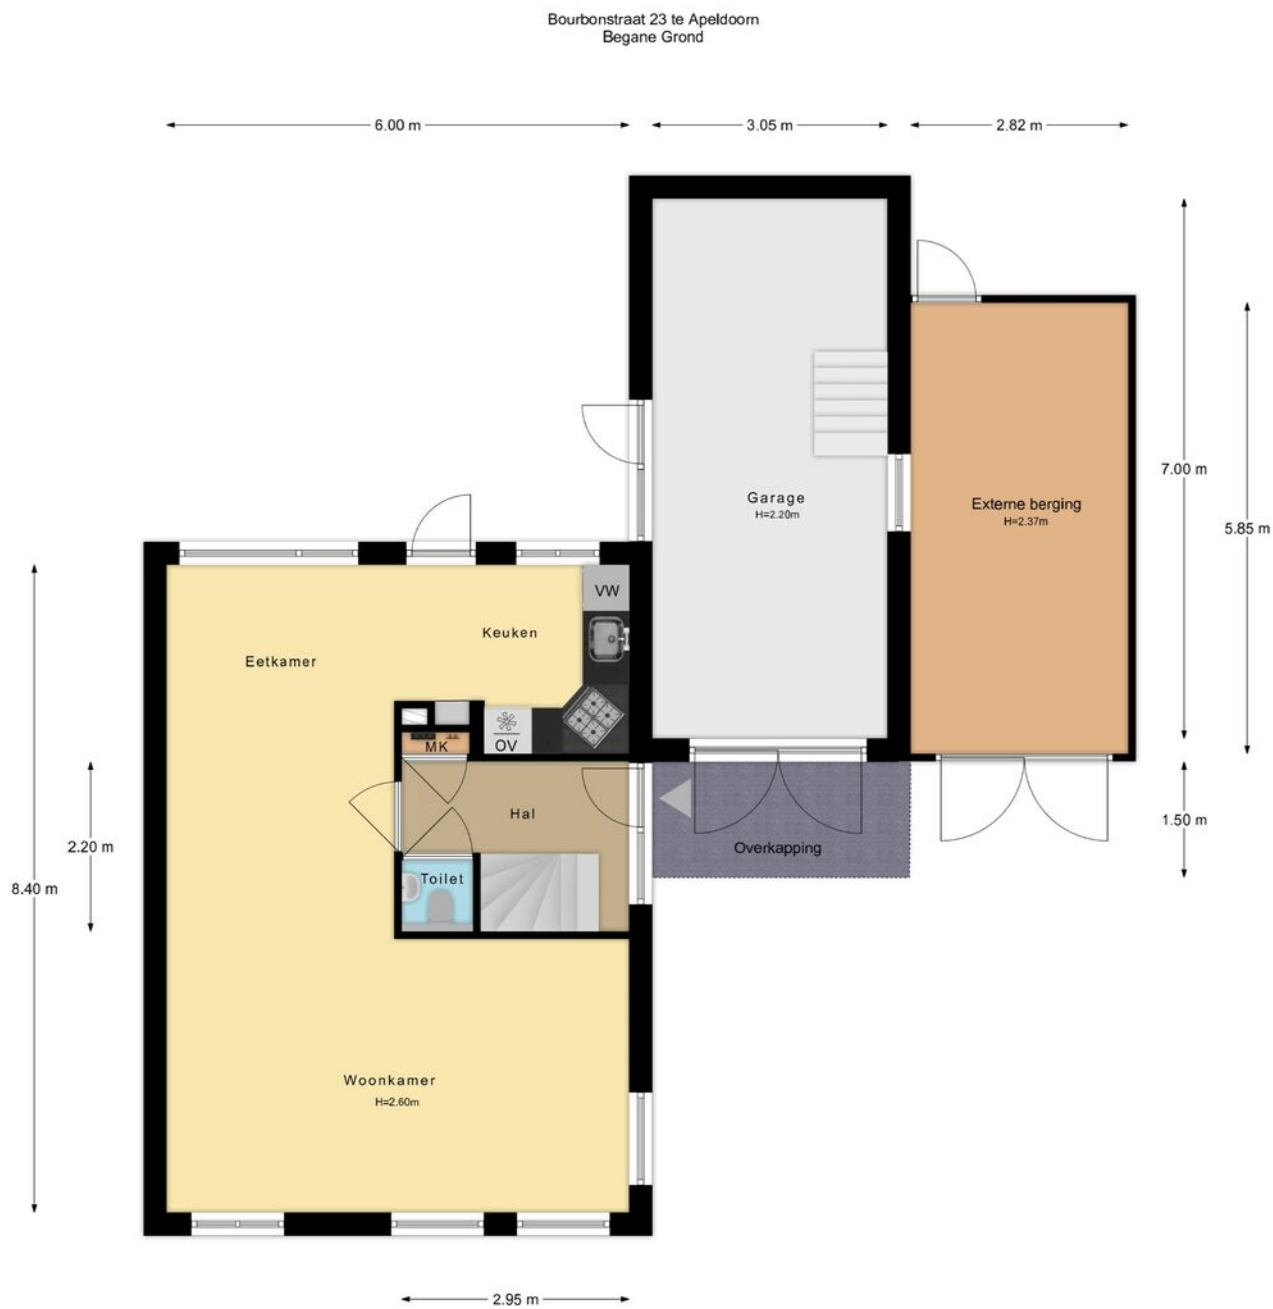 Bourbonstraat 23 te Apeldoorn
Begane Grond
6.00 m
3.05 m
2.82 m
7.00 m
5.85 m
Garage
H=2.20m
Externe berging
H=2.37m
VW
Keuken
Eetkamer
OV
MK
Hal
1.50 m
2.20 m
Overkapping
Toilet
8.40 m
Woonkamer
H=2.60m
2.95 m